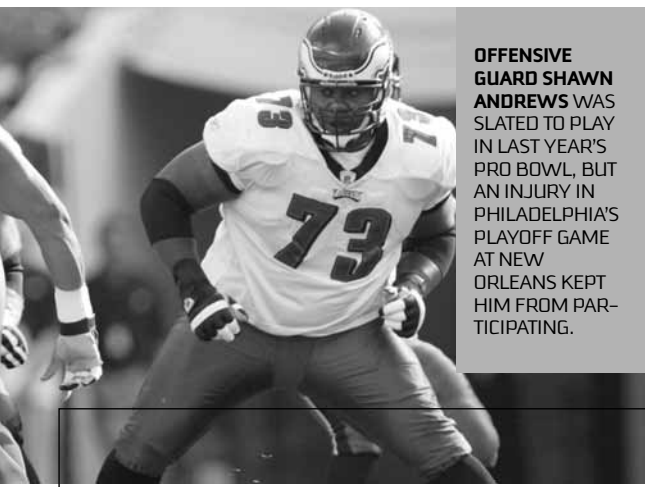 OFFENSIVE
GUARD SHAWN
ANDREWS WAS
SLATED TO PLAY
IN LAST YEAR'S
PRO BOWL, BUT
AN INJURY IN
PHILADELPHIA'S
PLAYOFF GAME
AT NEW
ORLEANS KEPT
HIM FROM PAR-
TICIPATING.
73
73
73